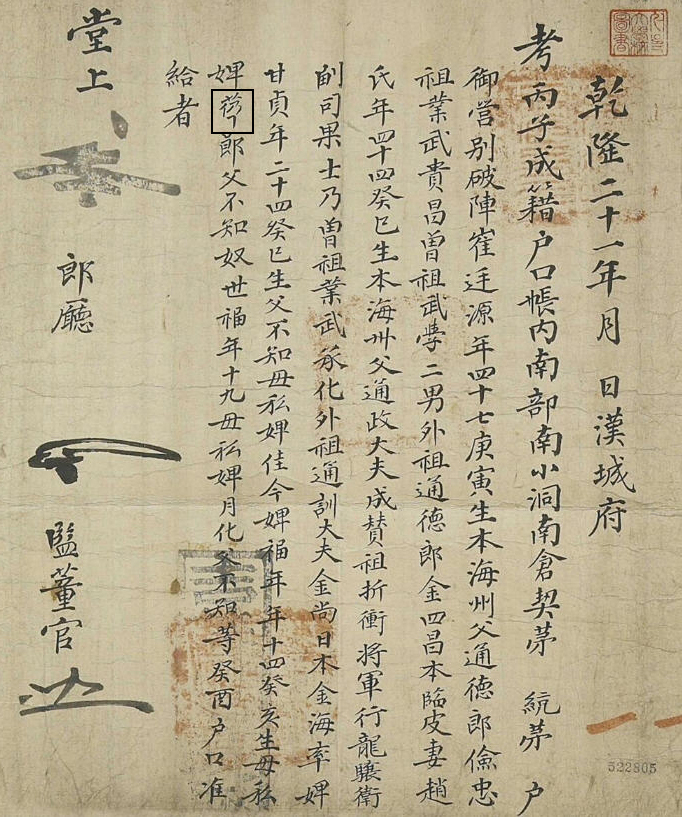 乾隆二十一年月　日漢城府
考丙子成籍户口帳內南部南小洞南倉契第　統第　户
御營別破陣崔廷源年四十七庚寅生本海州父通德郎儉忠
祖業武貴昌曾祖武學二男外祖通德郎金四昌本臨皮妻趙
氏年四十四癸巳生本海州父通政大夫成贊祖折衝將軍行龍驤衛
副司果士乃曾祖業武承化外祖通訓大夫金尚日本金海率婢
甘貞年二十四癸巳生父不知母私婢佳今婢福年年十四癸亥生母私
婢郎父不知奴世福年十九母私婢月化父不知等癸酉户口准
給者
堂上
郎廳
監董官
522805